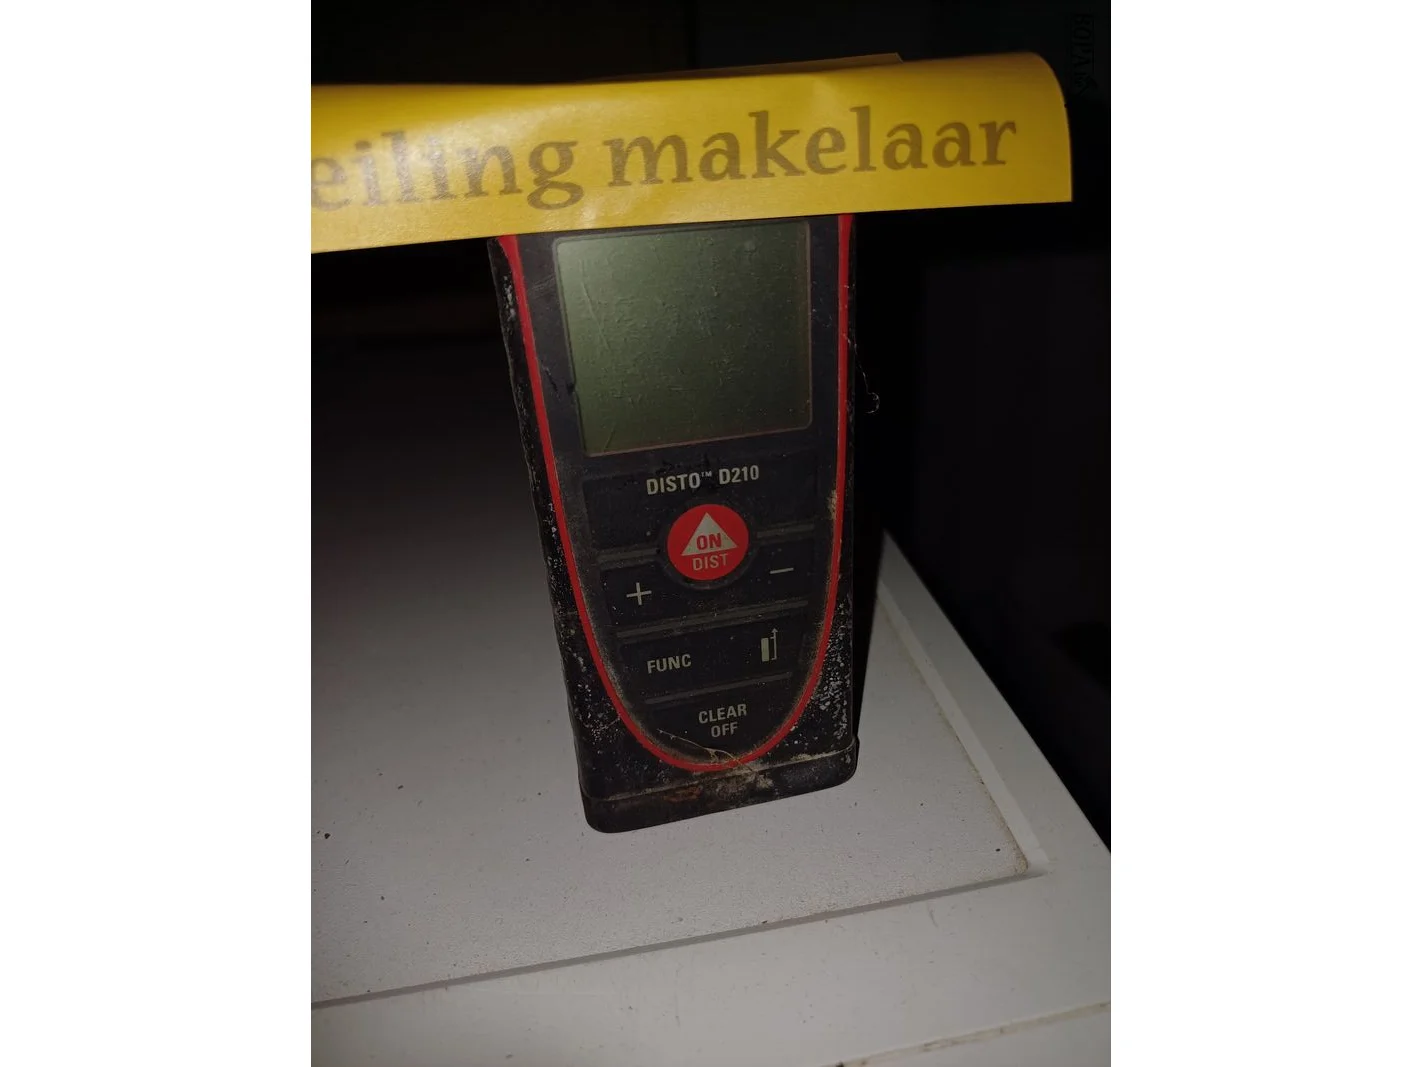 eiling makelaar
DISTO™ D210
ON
DIST
+ −
FUNC
CLEAR
OFF